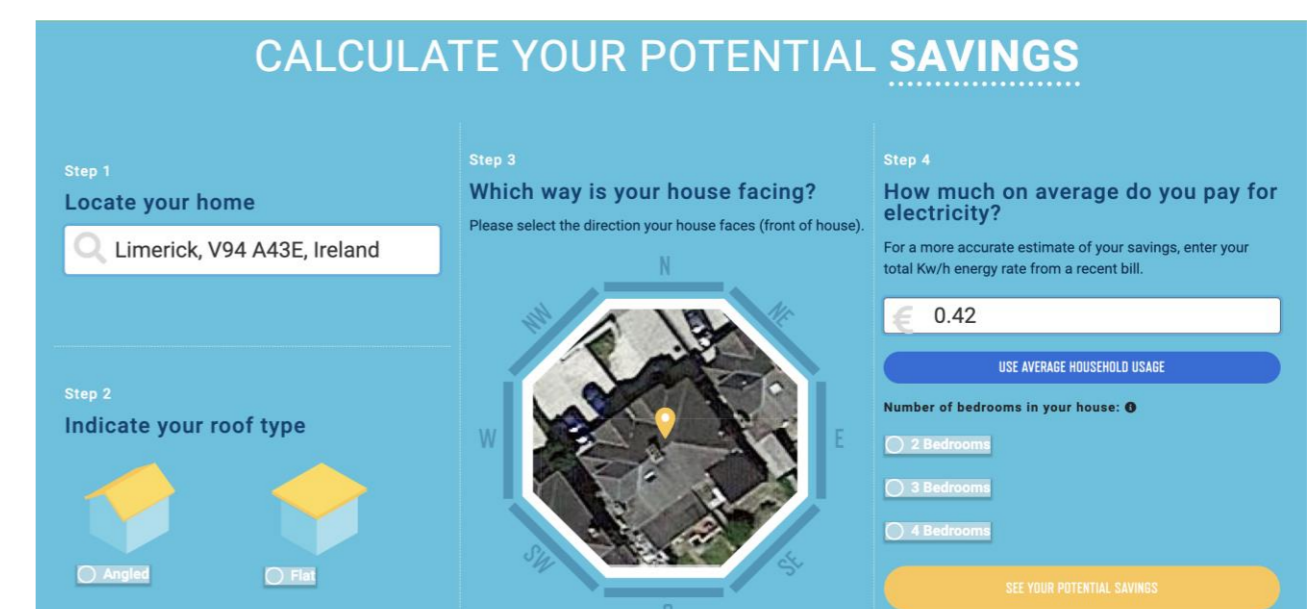 CALCULATE YOUR POTENTIAL SAVINGS
Step 1
Locate your home
Limerick, V94 A43E, Ireland
Step 2
Indicate your roof type
Angled
Flat
Step 3
Which way is your house facing?
Please select the direction your house faces (front of house).
N
NW
NE
W
E
SW
SE
Step 4
How much on average do you pay for
electricity?
For a more accurate estimate of your savings, enter your
total Kw/h energy rate from a recent bill.
€ 0.42
USE AVERAGE HOUSEHOLD USAGE
Number of bedrooms in your house:
2 Bedrooms
3 Bedrooms
4 Bedrooms
SEE YOUR POTENTIAL SAVINGS